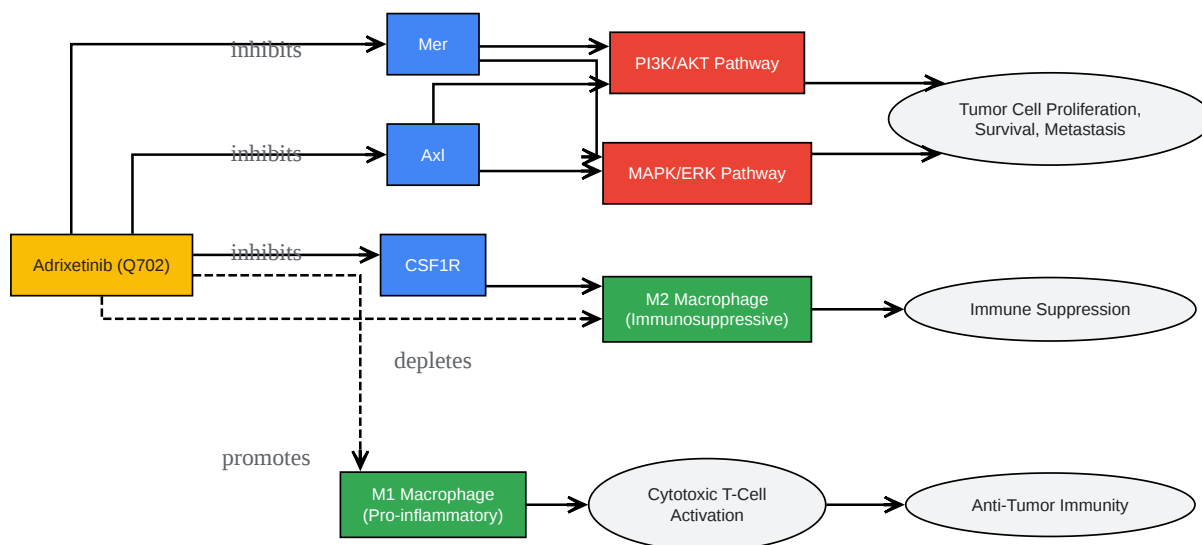 inhibits
Mer
PI3K/AKT Pathway
Tumor Cell Proliferation,
Survival, Metastasis
inhibits
Axl
MAPK/ERK Pathway
Adrixetinib (Q702)
inhibits
CSF1R
M2 Macrophage
(Immunosuppressive)
Immune Suppression
depletes
promotes
M1 Macrophage
(Pro-inflammatory)
Cytotoxic T-Cell
Activation
Anti-Tumor Immunity